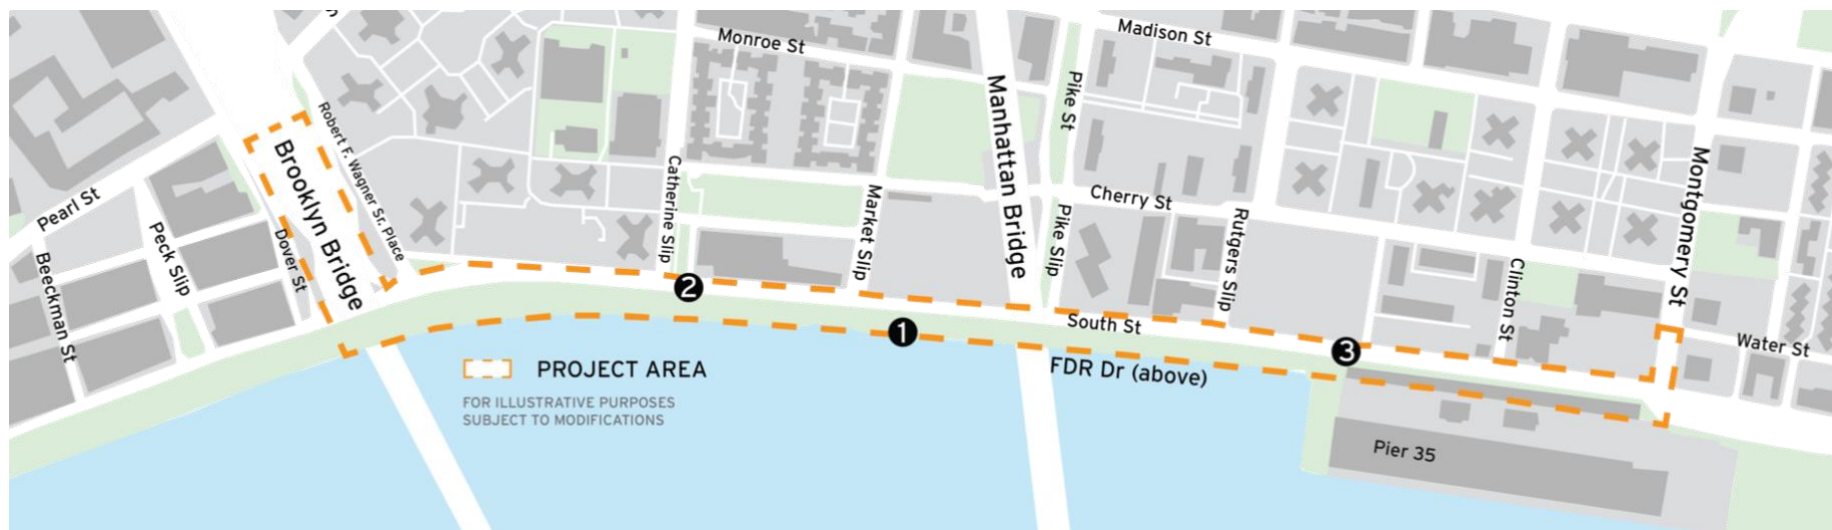 Monroe St
Madison St
Manhattan Bridge
Pike St
Robert F. Wagner Sr. Place
Brooklyn Bridge
Catherine Slip
Market Slip
Cherry St
Montgomery St
Pearl St
Peck Slip
Dover St
Beeckman St
Pike Slip
Rutgers Slip
Clinton St
2
1
South St
3
Water St
FDR Dr (above)
PROJECT AREA
FOR ILLUSTRATIVE PURPOSES
SUBJECT TO MODIFICATIONS
Pier 35